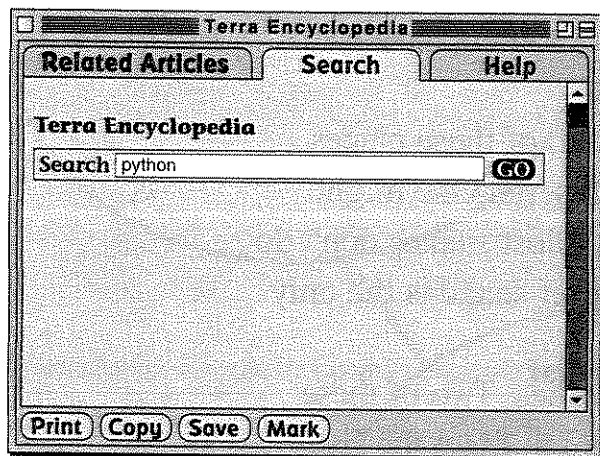 Terra Encyclopedia
Related Articles Search Help
Terra Encyclopedia
Search python GO
Print Copy Save Mark